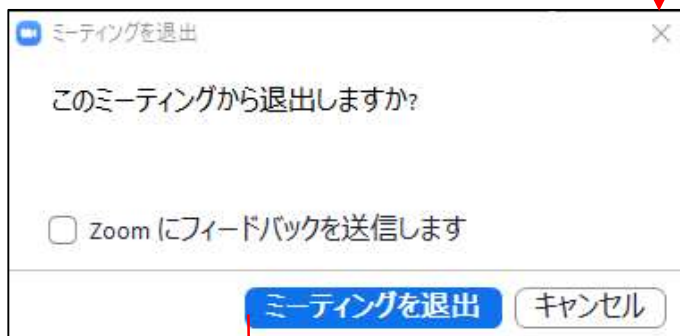 ミーティングを退出
このミーティングから退出しますか?
Zoom にフィードバックを送信します
ミーティングを退出
キャンセル